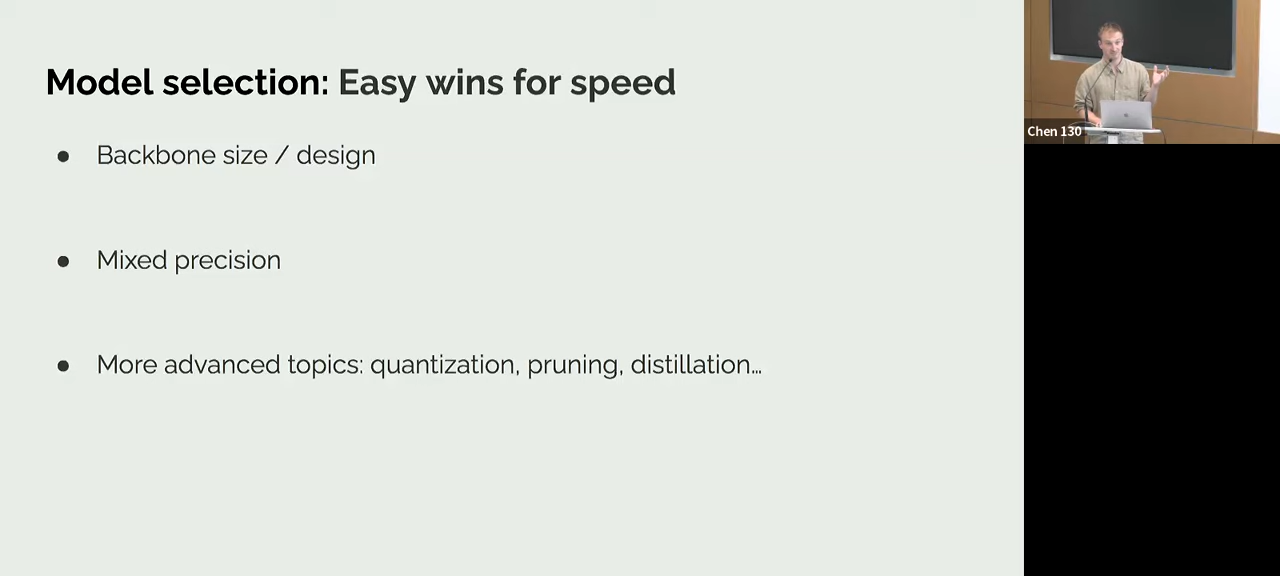 Model selection: Easy wins for speed
● Backbone size / design
● Mixed precision
● More advanced topics: quantization, pruning, distillation…
Chen 130